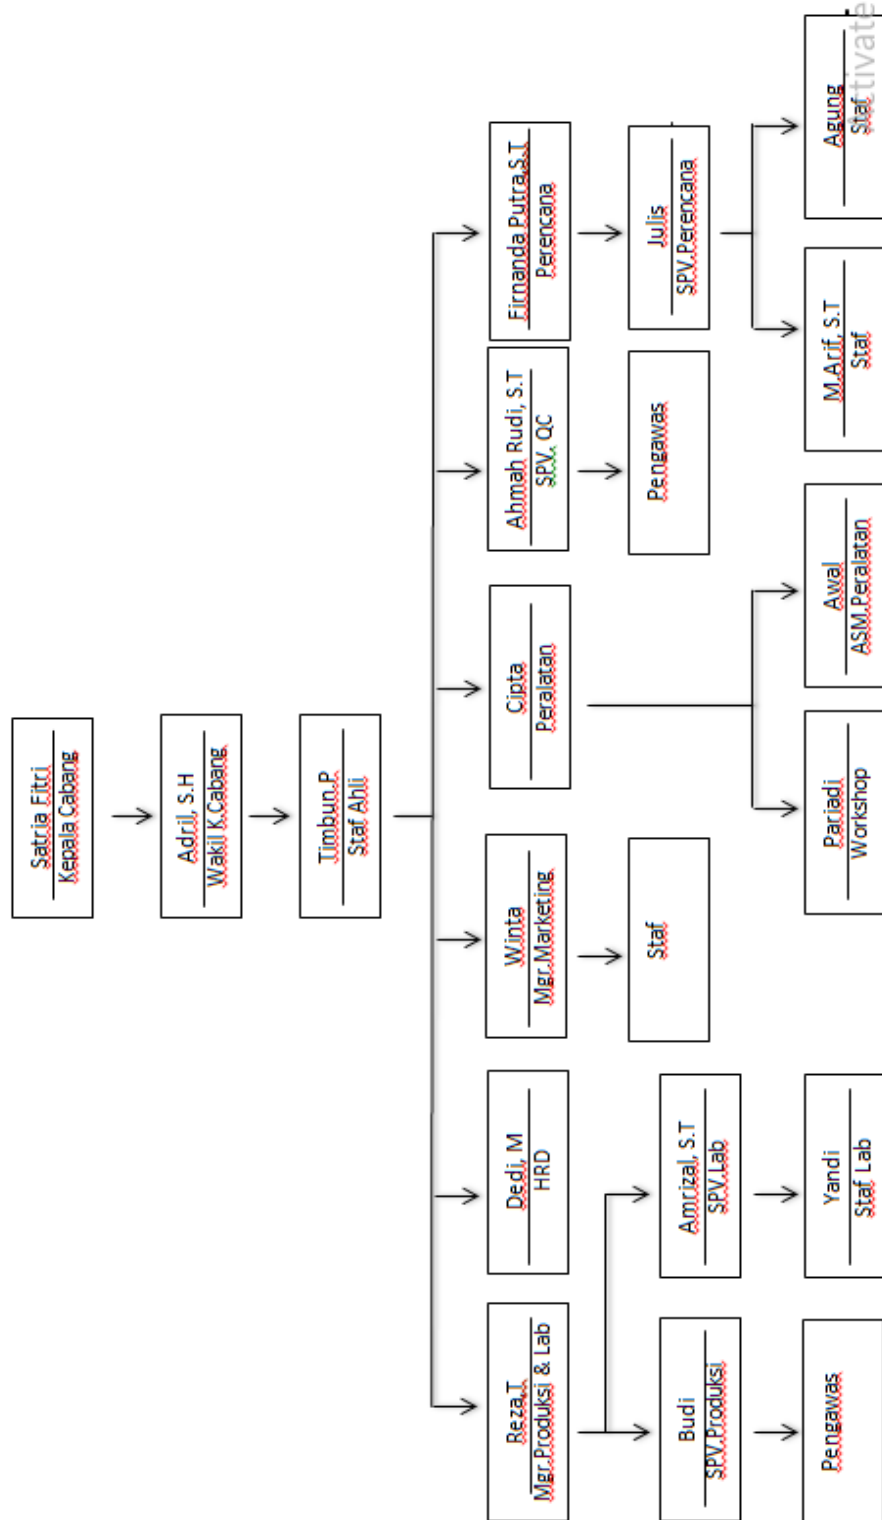 Satria Fitri
Kepala Cabang
Adril, S.H
Wakil K.Cabang
Timbun.P
Staf Ahli
Reza,T
Mgr.Produksi & Lab
Dedi, M
HRD
Winta
Mgr.Marketing
Cipta
Peralatan
Ahmah Rudi, S.T
SPV. QC
Firnanda Putra,S.T
Perencana
Budi
SPV.Produksi
Amrizal, S.T
SPV.Lab
Staf
Pengawas
Julis
SPV.Perencana
Pengawas
Yandi
Staf Lab
Pariadi
Workshop
Awal
ASM.Peralatan
M.Arif, S.T
Staf
Agung
Staf
Activate